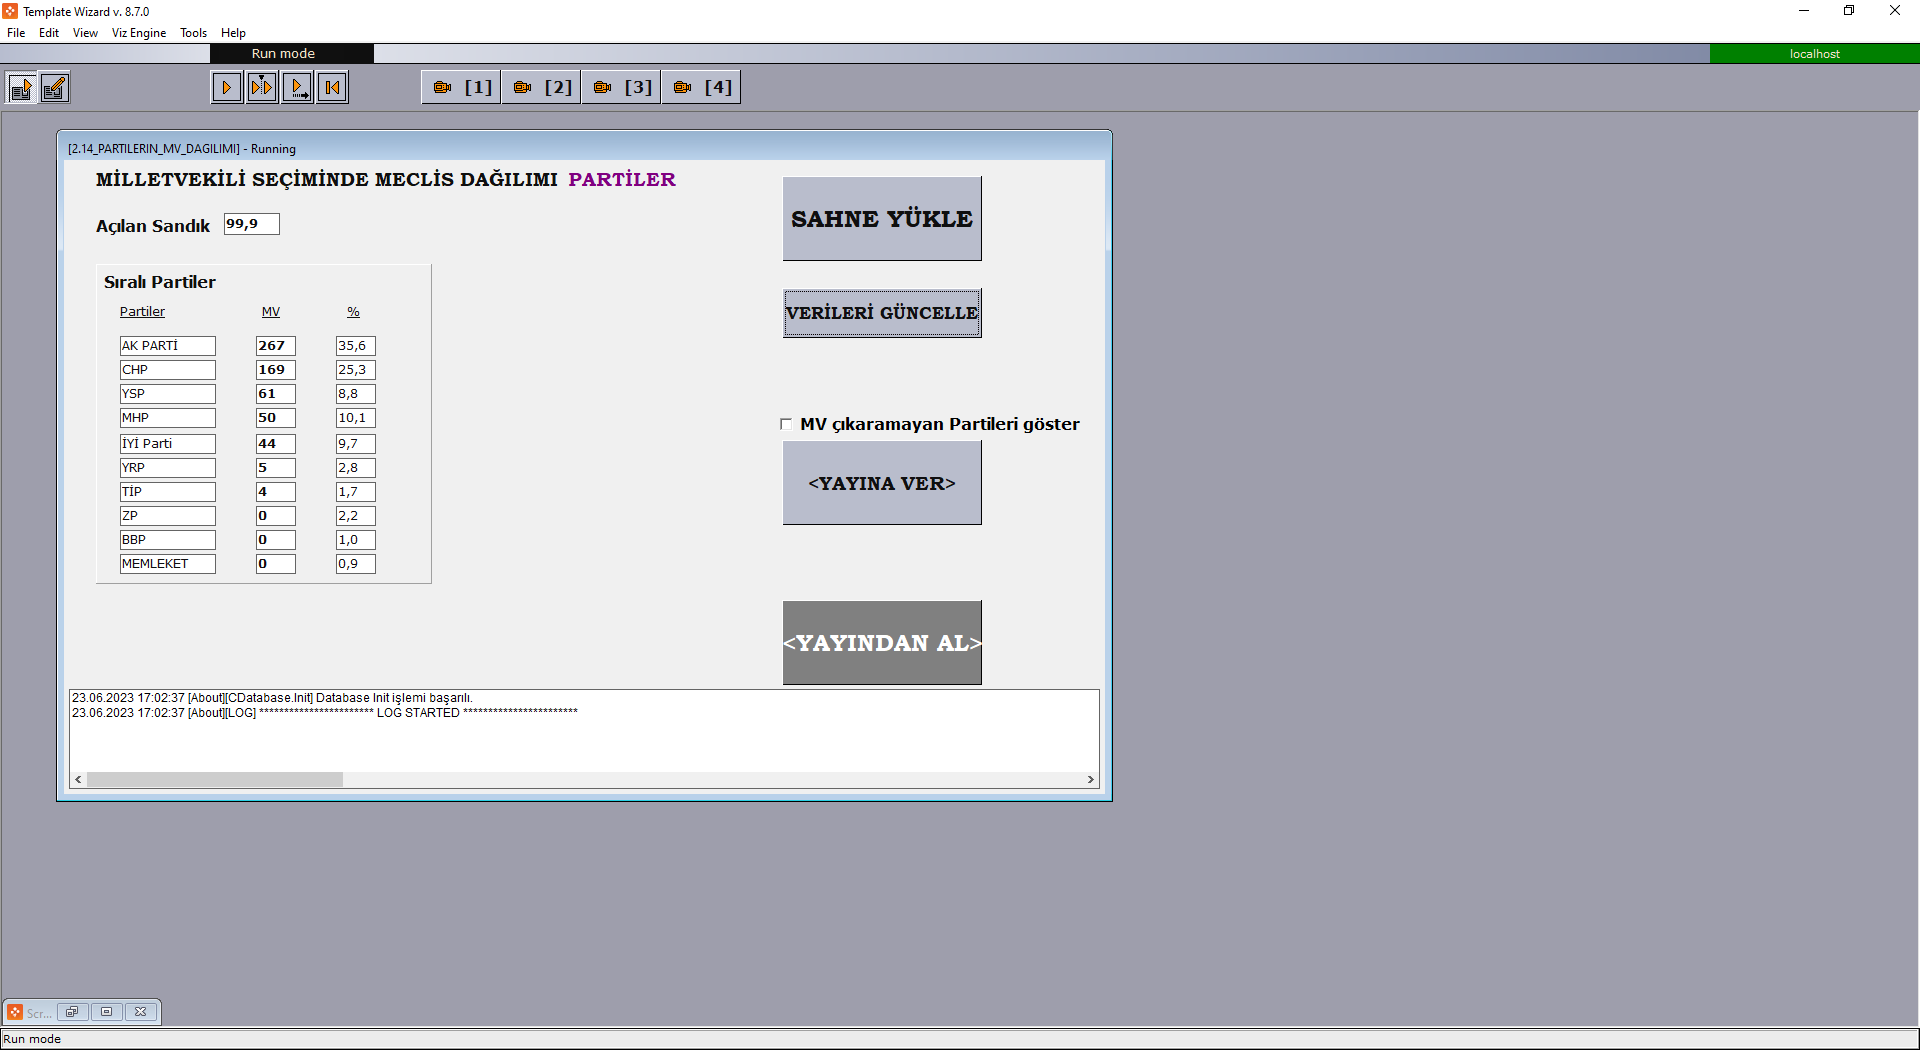 Template Wizard v. 8.7.0
File Edit View Viz Engine Tools Help
Run mode
localhost
[1] [2] [3] [4]
[2.14_PARTILERIN_MV_DAGILIMI] - Running
MİLLETVEKİLİ SEÇİMİNDE MECLİS DAĞILIMI PARTİLER
SAHNE YÜKLE
Açılan Sandık 99,9
Sıralı Partiler
VERİLERİ GÜNCELLE
Partiler MV %
AK PARTİ 267 35,6
CHP 169 25,3
YSP 61 8,8
MHP 50 10,1
İYİ Parti 44 9,7
YRP 5 2,8
TİP 4 1,7
ZP 0 2,2
BBP 0 1,0
MEMLEKET 0 0,9
MV çıkaramayan Partileri göster
<YAYINA VER>
<YAYINDAN AL>
23.06.2023 17:02:37 [About][CDatabase.Init] Database Init işlemi başarılı.
23.06.2023 17:02:37 [About][LOG] *********************** LOG STARTED ***********************
Scr...
Run mode